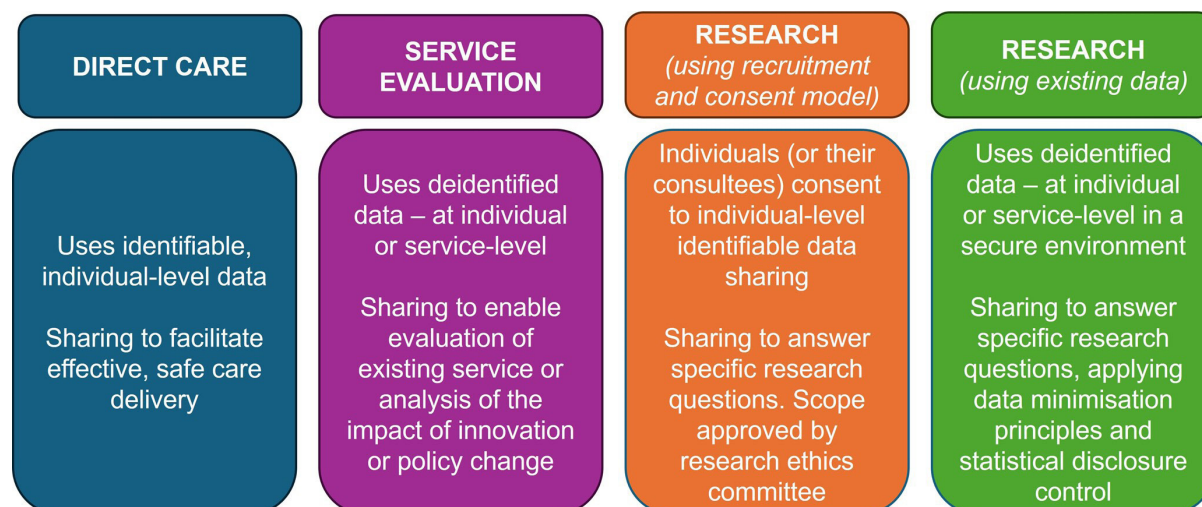 DIRECT CARE
Uses identifiable,
individual-level data
Sharing to facilitate
effective, safe care
delivery
SERVICE
EVALUATION
Uses deidentified
data – at individual
or service-level
Sharing to enable
evaluation of
existing service or
analysis of the
impact of innovation
or policy change
RESEARCH
(using recruitment
and consent model)
Individuals (or their
consultees) consent
to individual-level
identifiable data
sharing
Sharing to answer
specific research
questions. Scope
approved by
research ethics
committee
RESEARCH
(using existing data)
Uses deidentified
data – at individual
or service-level in a
secure environment
Sharing to answer
specific research
questions, applying
data minimisation
principles and
statistical disclosure
control